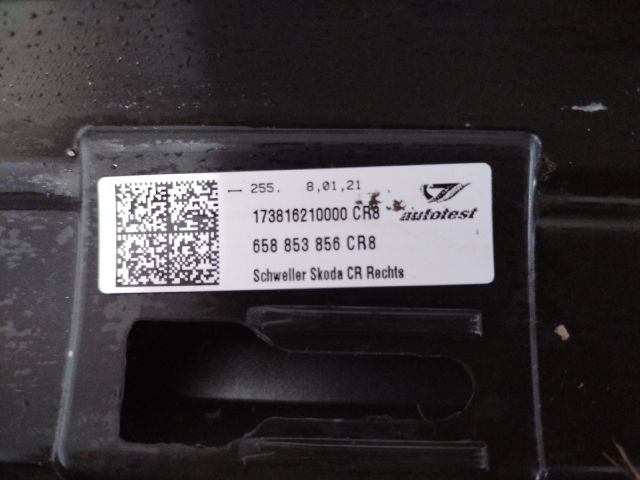 — 255. 8,01,21
173816210000 CR8
autotest
658 853 856 CR8
Schweller Skoda CR Rechts